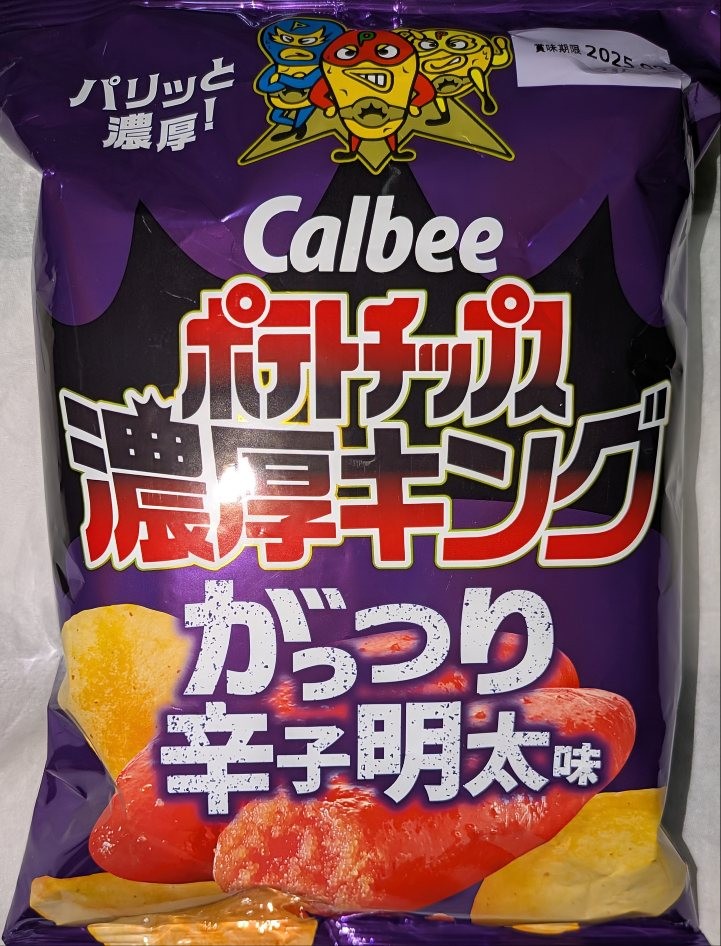 パリッと
濃厚!
賞味期限 2025.
Calbee
ポテトチップス
濃厚キング
がっつり
辛子明太味